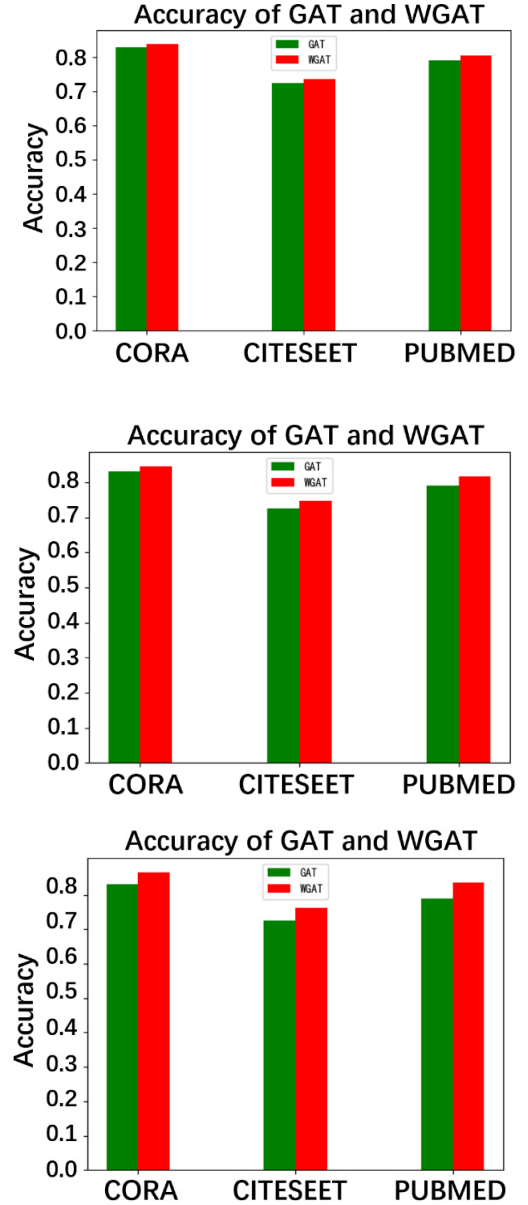 Accuracy of GAT and WGAT
GAT
WGAT
Accuracy
0.8
0.7
0.6
0.5
0.4
0.3
0.2
0.1
0.0
CORA CITESEET PUBMED
Accuracy of GAT and WGAT
GAT
WGAT
Accuracy
0.8
0.7
0.6
0.5
0.4
0.3
0.2
0.1
0.0
CORA CITESEET PUBMED
Accuracy of GAT and WGAT
GAT
WGAT
Accuracy
0.8
0.7
0.6
0.5
0.4
0.3
0.2
0.1
0.0
CORA CITESEET PUBMED